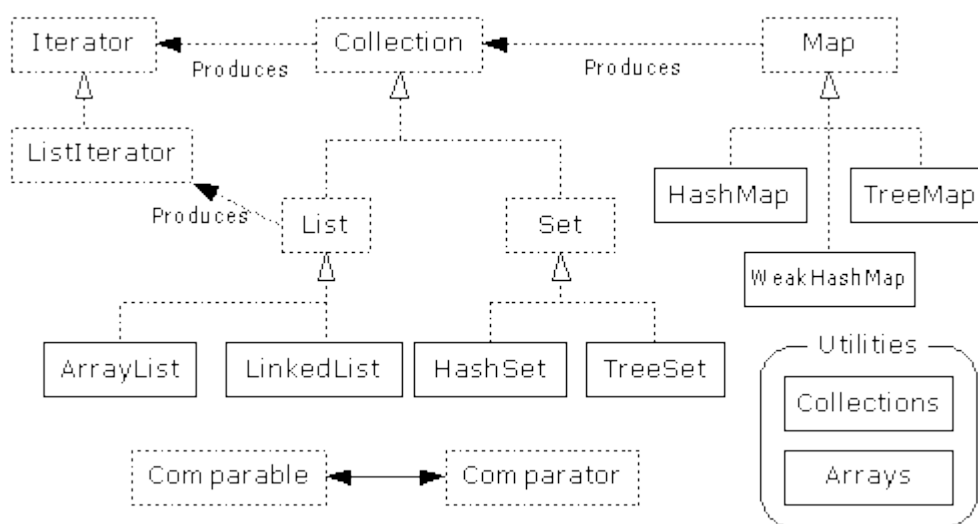 Iterator
Collection
Map
Produces
Produces
ListIterator
Produces
HashMap
TreeMap
List
Set
WeakHashMap
ArrayList
LinkedList
HashSet
TreeSet
Utilities
Collections
Comparable
Comparator
Arrays